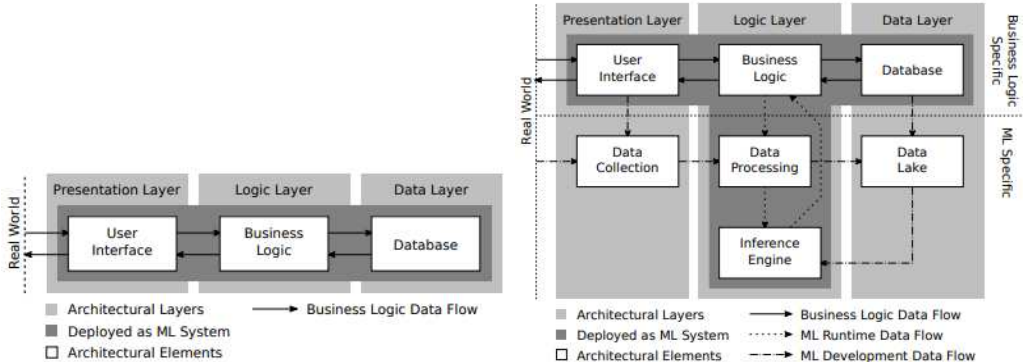 Presentation Layer Logic Layer Data Layer
Real World
User
Interface
Business
Logic
Database
Architectural Layers
Business Logic Data Flow
Deployed as ML System
Architectural Elements
Presentation Layer Logic Layer Data Layer
Business Logic
Specific
Real World
User
Interface
Business
Logic
Database
ML Specific
Data
Collection
Data
Processing
Data
Lake
Inference
Engine
Architectural Layers
Business Logic Data Flow
Deployed as ML System
ML Runtime Data Flow
Architectural Elements
ML Development Data Flow